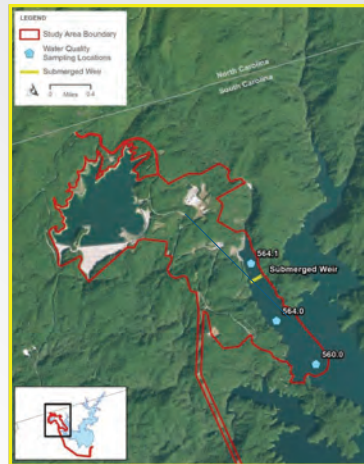 LEGEND
Study Area Boundary
Water Quality
Sampling Locations
Submerged Weir
0 Miles 0.4
North Carolina
South Carolina
564.1
Submerged Weir
564.0
560.0